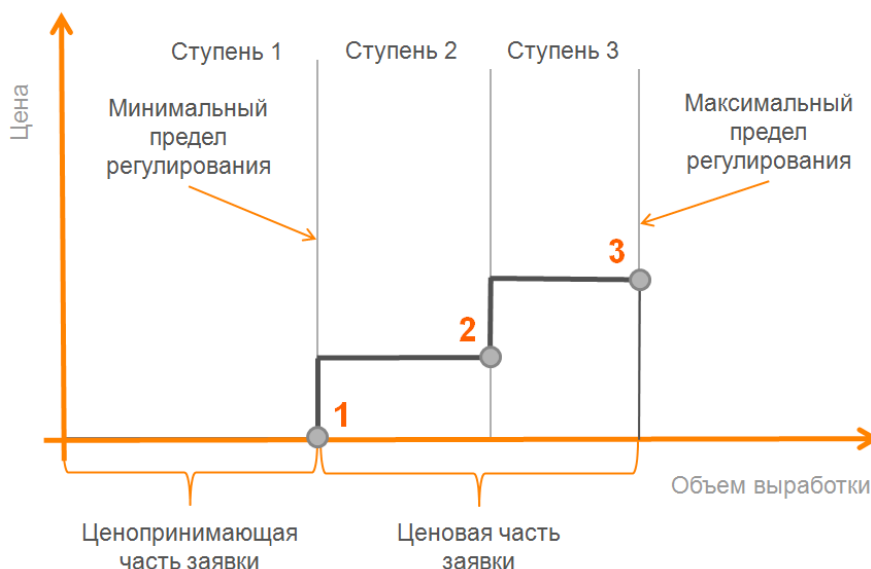 Цена
Ступень 1
Ступень 2
Ступень 3
Минимальный
предел
регулирования
Максимальный
предел
регулирования
3
2
1
Объем выработки
Ценопринимающая
часть заявки
Ценовая часть
заявки